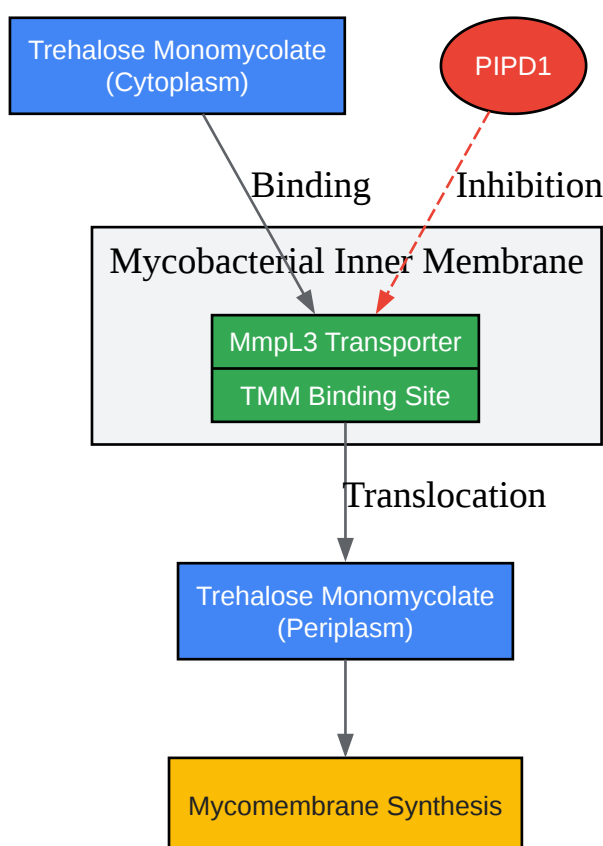 Trehalose Monomycolate
(Cytoplasm)
PIPD1
Binding
Inhibition
Mycobacterial Inner Membrane
MmpL3 Transporter
TMM Binding Site
Translocation
Trehalose Monomycolate
(Periplasm)
Mycomembrane Synthesis